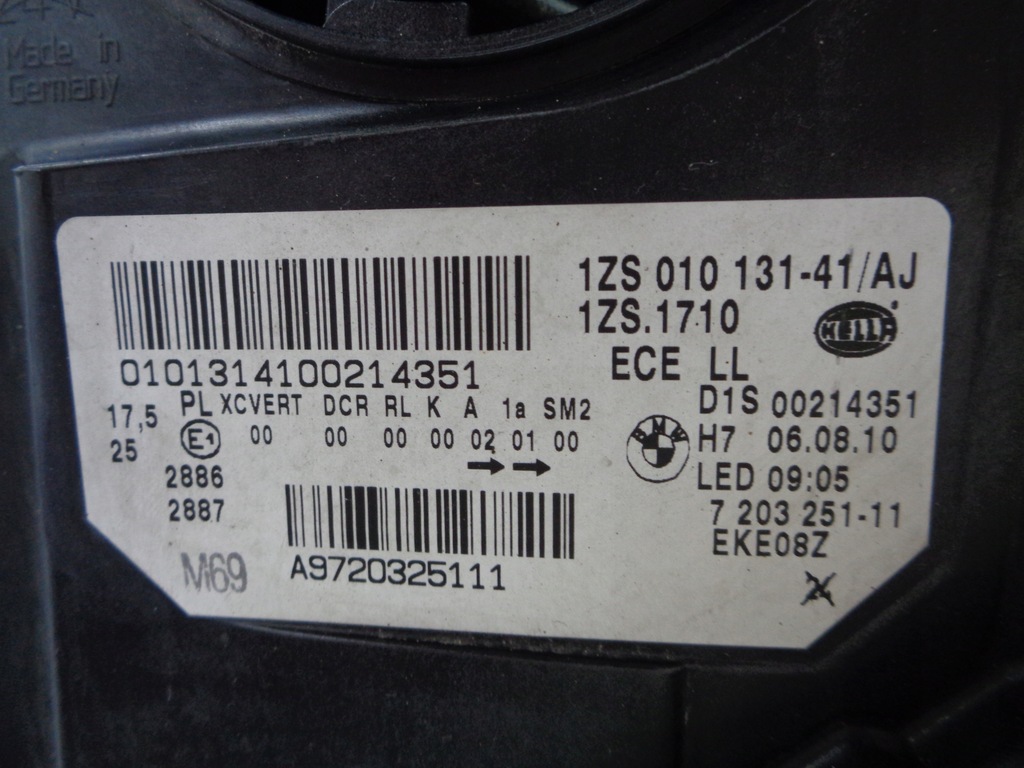 Made in
Germany
1ZS 010 131-41/AJ
1ZS.1710
HELLA
ECE LL
0101314100214351
17,5
25
PL XCVERT DCR RL K A 1a SM2
E1 00 00 00 00 02 01 00
2886
2887
BMW
D1S 00214351
H7 06.08.10
LED 09:05
7 203 251-11
EKE08Z
M69
A9720325111